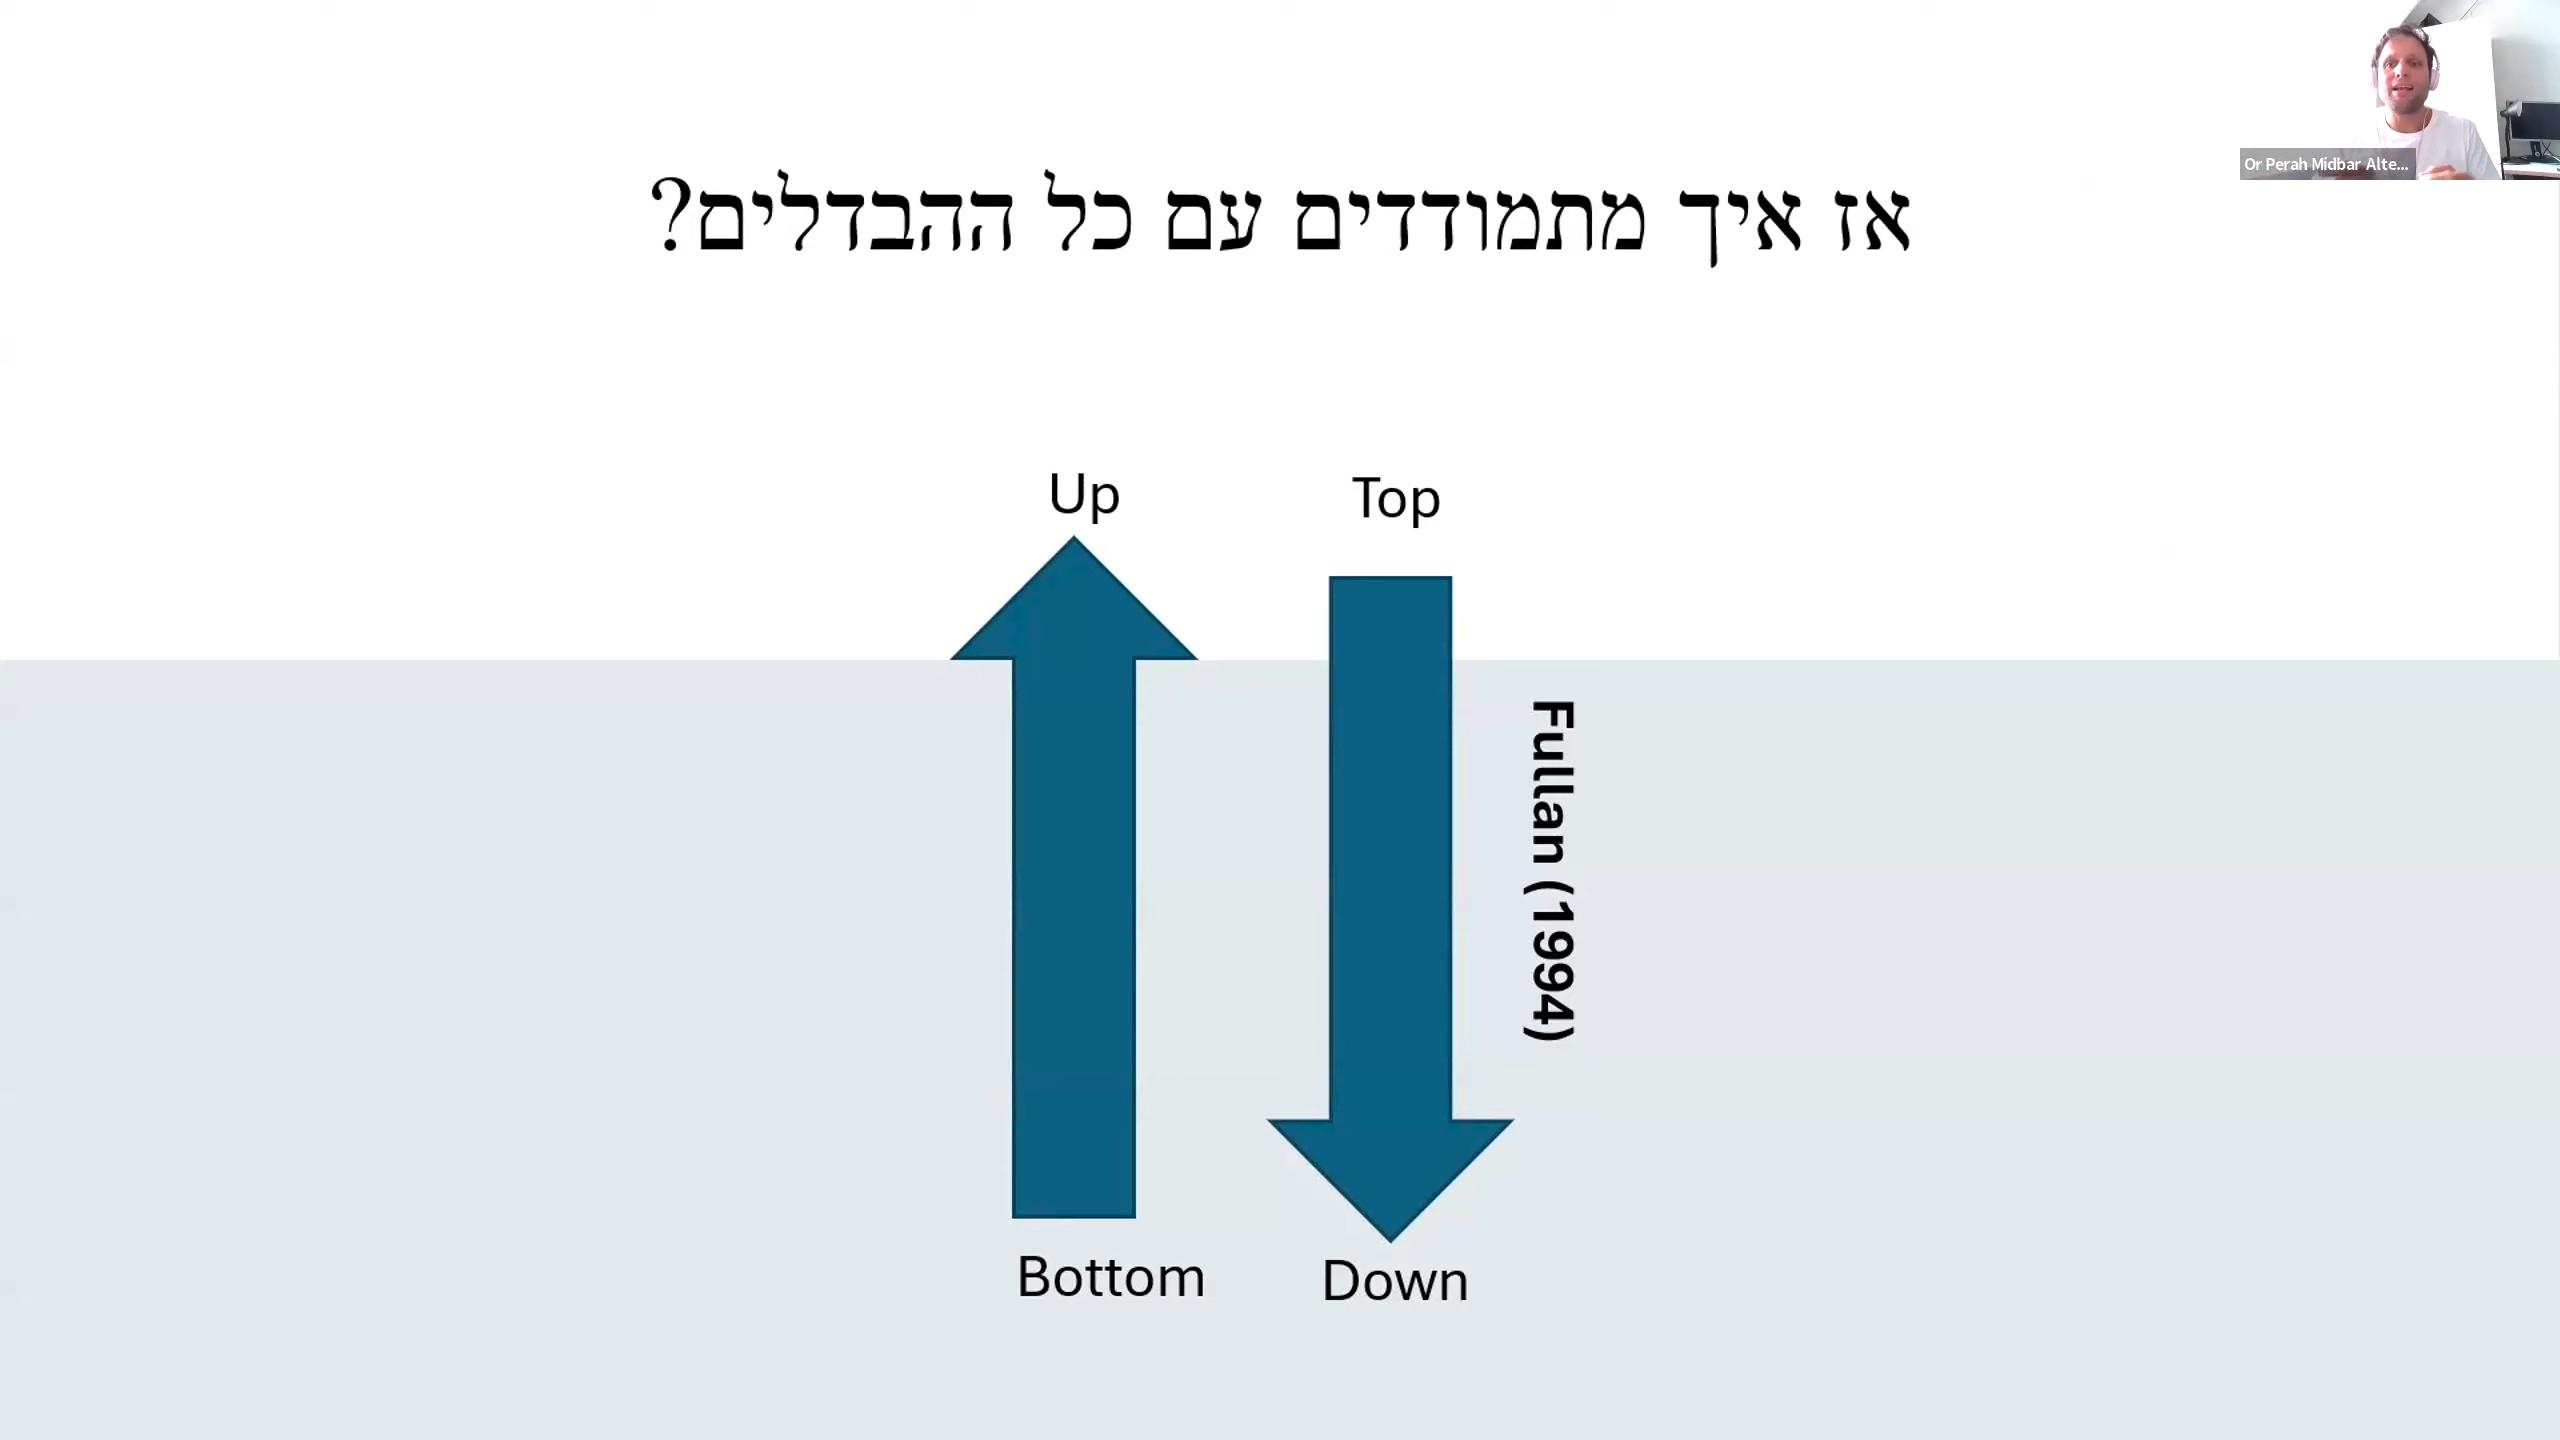 Or Perah Midbar Alte...
אז איך מתמודדים עם כל ההבדלים?
Up
Top
Fullan (1994)
Bottom
Down